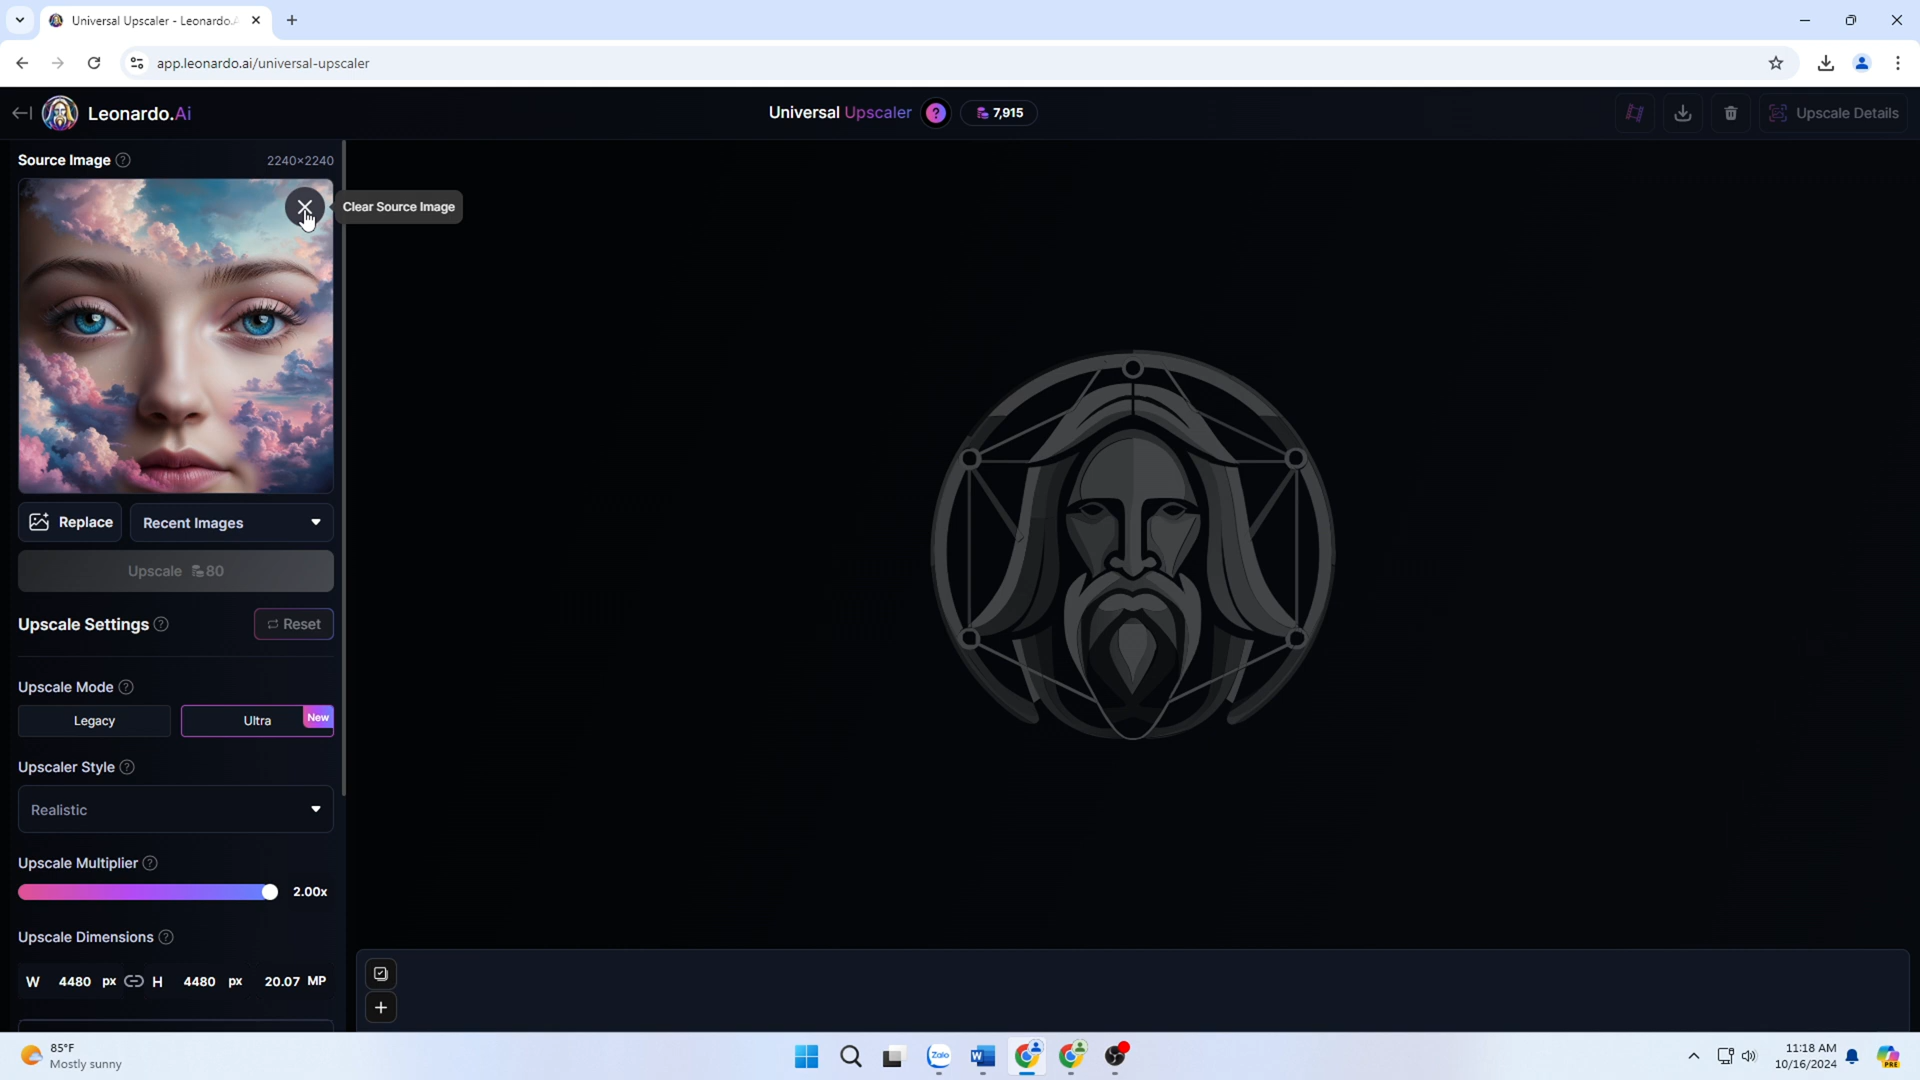 Universal Upscaler - Leonardo.A
app.leonardo.ai/universal-upscaler
Leonardo.Ai
Universal Upscaler ? 7,915
Upscale Details
Source Image ? 2240×2240
Clear Source Image
Replace
Recent Images
Upscale 80
Upscale Settings ?
Reset
Upscale Mode ?
Legacy
Ultra
New
Upscaler Style ?
Realistic
Upscale Multiplier ?
2.00x
Upscale Dimensions ?
W 4480 px H 4480 px 20.07 MP
85°F
Mostly sunny
Zalo
W
11:18 AM
10/16/2024
PRE